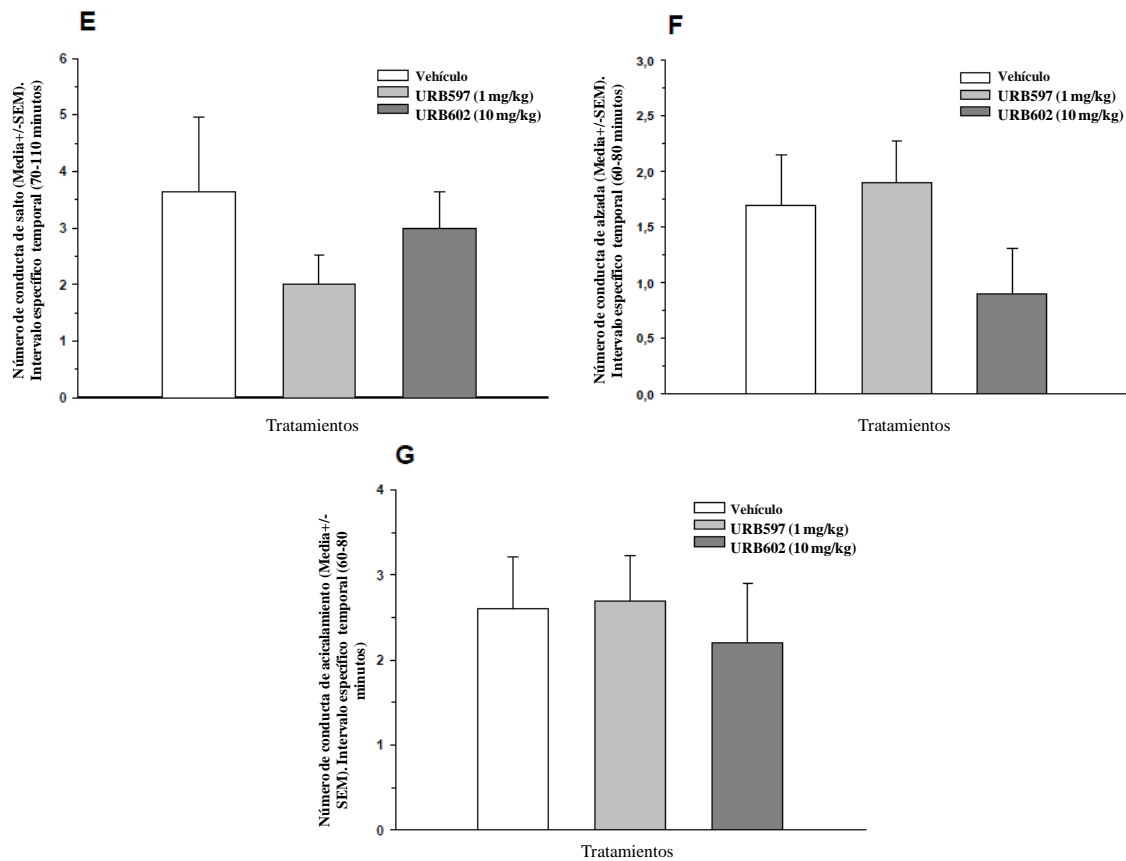 E
Número de conducta de salto (Media+/-SEM).
Intervalo específico temporal (70-110 minutos)
6
5
4
3
2
1
0
Vehículo
URB597 (1 mg/kg)
URB602 (10 mg/kg)
Tratamientos
F
Número de conducta de alzada (Media+/-SEM).
Intervalo específico temporal (60-80 minutos)
3,0
2,5
2,0
1,5
1,0
0,5
0,0
Vehículo
URB597 (1 mg/kg)
URB602 (10 mg/kg)
Tratamientos
G
Número de conducta de acicalamiento (Media+/-
SEM). Intervalo específico temporal (60-80
minutos)
4
3
2
1
0
Vehículo
URB597 (1 mg/kg)
URB602 (10 mg/kg)
Tratamientos